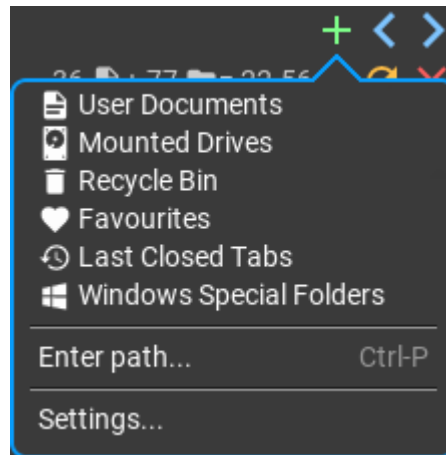 User Documents
Mounted Drives
Recycle Bin
Favourites
Last Closed Tabs
Windows Special Folders
Enter path... Ctrl-P
Settings...